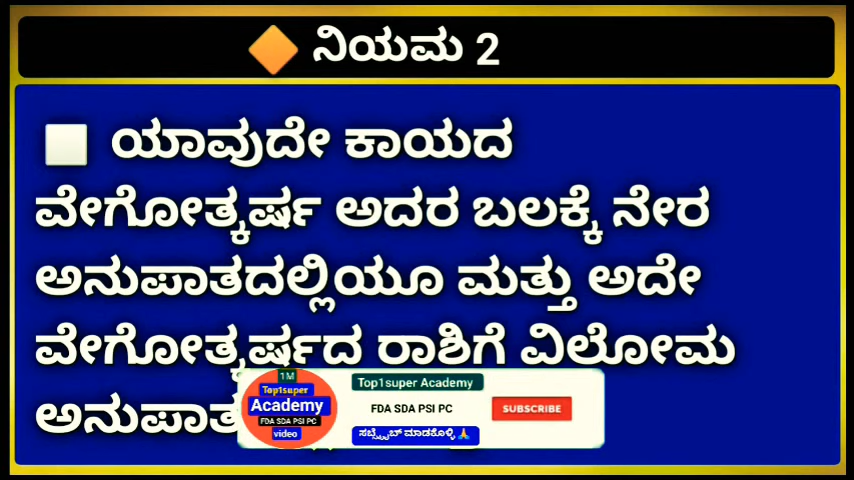 ನಿಯಮ 2
ಯಾವುದೇ ಕಾಯದ
ವೇಗೋತ್ಕರ್ಷ ಅದರ ಬಲಕ್ಕೆ ನೇರ
ಅನುಪಾತದಲ್ಲಿಯೂ ಮತ್ತು ಅದೇ
ವೇಗೋತ್ಕರ್ಷದ ರಾಶಿಗೆ ವಿಲೋಮ
ಅನುಪಾತ
1M
Top1super
Academy
FDA SDA PSI PC
video
Top1super Academy
FDA SDA PSI PC
ಸಬ್ಸ್ಕ್ರೈಬ್ ಮಾಡಕೊಳ್ಳಿ 🙏
SUBSCRIBE